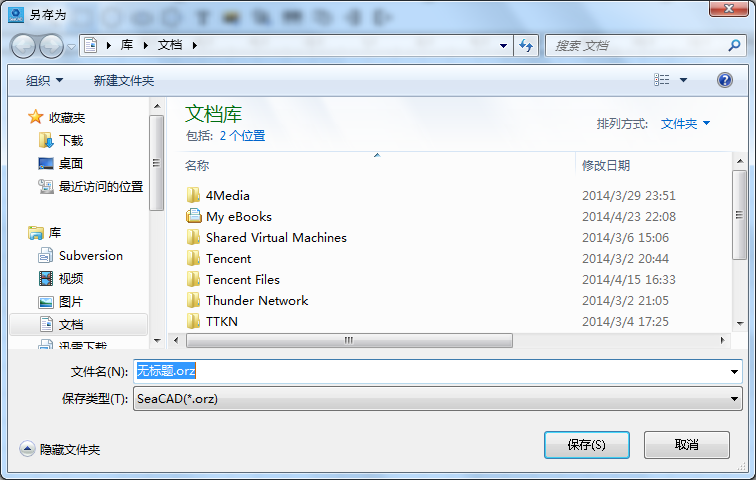 另存为
库 文档
搜索 文档
组织 新建文件夹
收藏夹
下载
桌面
最近访问的位置
库
Subversion
视频
图片
文档
迅雷下载
文档库
包括: 2 个位置
排列方式: 文件夹
名称 修改日期
4Media 2014/3/29 23:51
My eBooks 2014/4/23 22:08
Shared Virtual Machines 2014/3/6 15:06
Tencent 2014/3/2 20:44
Tencent Files 2014/4/15 16:33
Thunder Network 2014/3/2 21:05
TTKN 2014/3/4 17:25
文件名(N): 无标题.orz
保存类型(T): SeaCAD(*.orz)
隐藏文件夹
保存(S) 取消